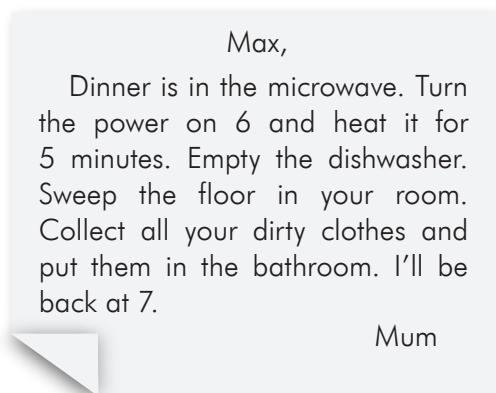 Max,
Dinner is in the microwave. Turn
the power on 6 and heat it for
5 minutes. Empty the dishwasher.
Sweep the floor in your room.
Collect all your dirty clothes and
put them in the bathroom. I’ll be
back at 7.
Mum